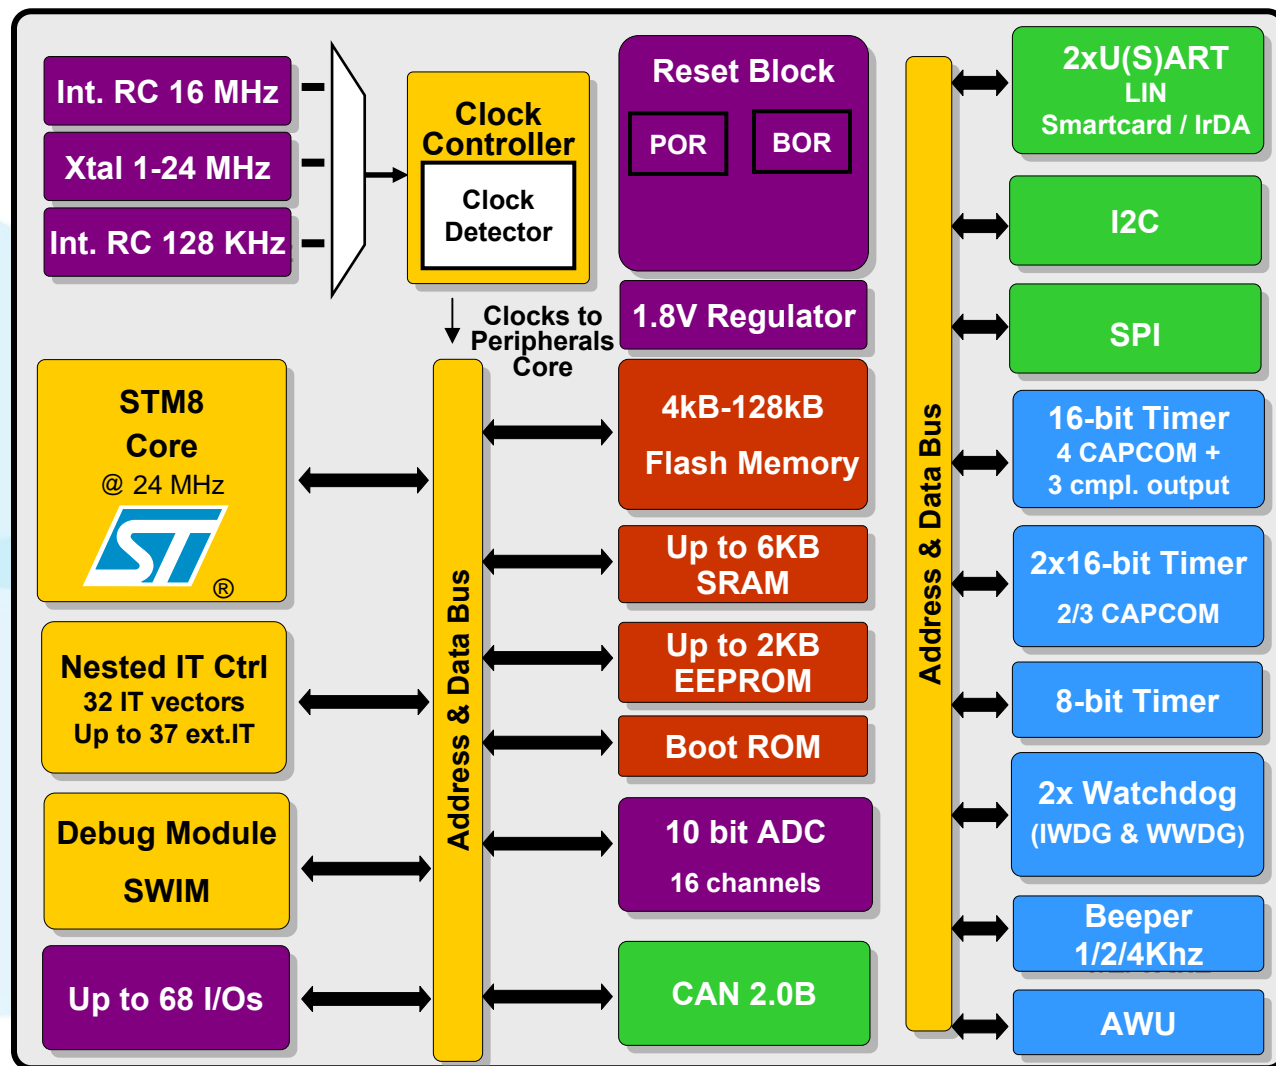 Int. RC 16 MHz
Xtal 1-24 MHz
Int. RC 128 KHz
Clock
Controller
Clock
Detector
Clocks to
Peripherals
Core
Reset Block
POR
BOR
1.8V Regulator
STM8
Core
@ 24 MHz
ST
®
Nested IT Ctrl
32 IT vectors
Up to 37 ext.IT
Debug Module
SWIM
Up to 68 I/Os
Address & Data Bus
4kB-128kB
Flash Memory
Up to 6KB
SRAM
Up to 2KB
EEPROM
Boot ROM
10 bit ADC
16 channels
CAN 2.0B
Address & Data Bus
2xU(S)ART
LIN
Smartcard / IrDA
I2C
SPI
16-bit Timer
4 CAPCOM +
3 cmpl. output
2x16-bit Timer
2/3 CAPCOM
8-bit Timer
2x Watchdog
(IWDG & WWDG)
Beeper
1/2/4Khz
AWU